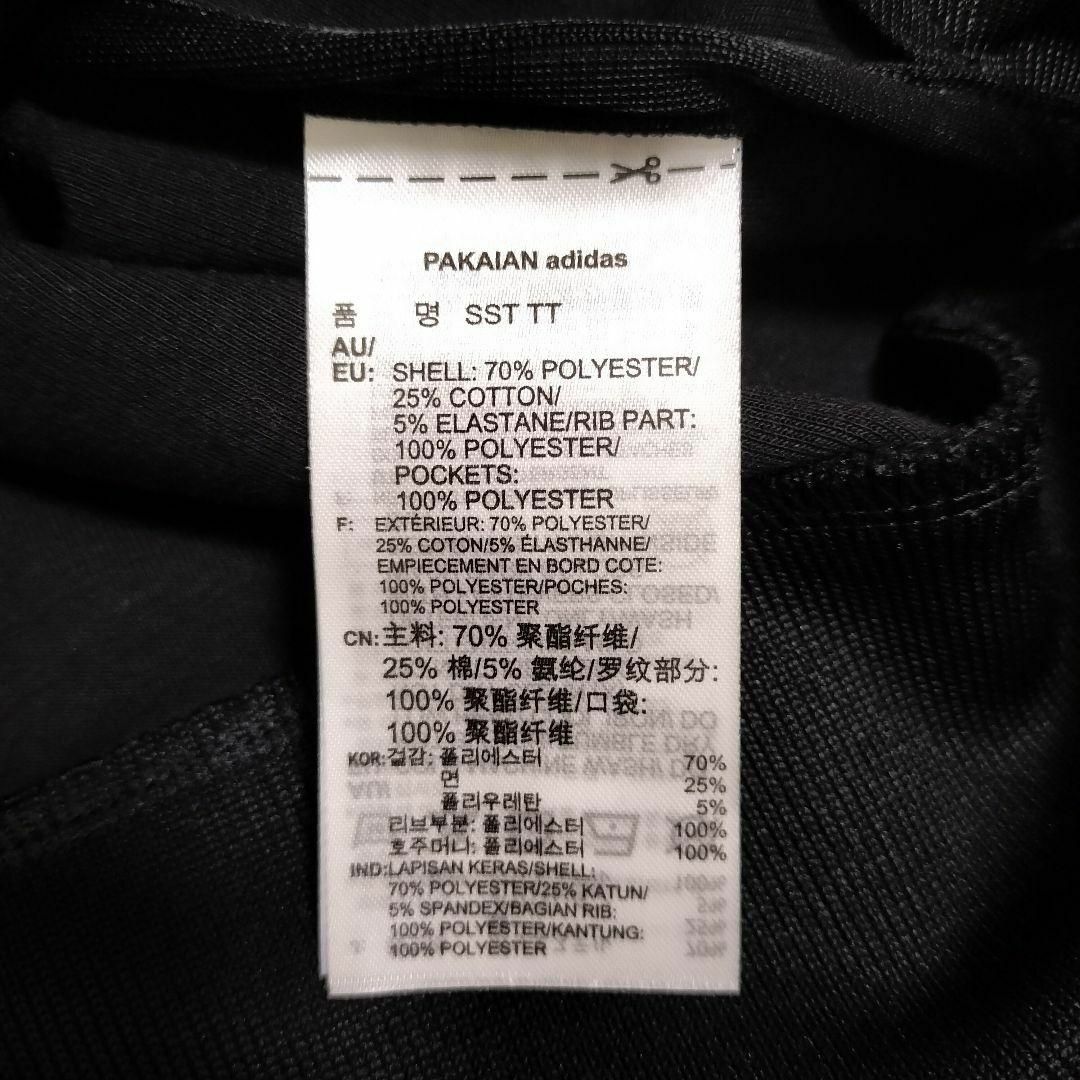 PAKAIAN adidas
품 명 SST TT
AU/
EU: SHELL: 70% POLYESTER/
25% COTTON/
5% ELASTANE/RIB PART:
100% POLYESTER/
POCKETS:
100% POLYESTER
F: EXTÉRIEUR: 70% POLYESTER/
25% COTON/5% ÉLASTHANNE/
EMPIECEMENT EN BORD COTE:
100% POLYESTER/POCHES:
100% POLYESTER
CN: 主料: 70% 聚酯纤维/
25% 棉/5% 氨纶/罗纹部分:
100% 聚酯纤维/口袋:
100% 聚酯纤维
KOR: 겉감: 폴리에스터 70%
면 25%
폴리우레탄 5%
리브부분: 폴리에스터 100%
호주머니: 폴리에스터 100%
IND: LAPISAN KERAS/SHELL:
70% POLYESTER/25% KATUN/
5% SPANDEX/BAGIAN RIB:
100% POLYESTER/KANTUNG:
100% POLYESTER